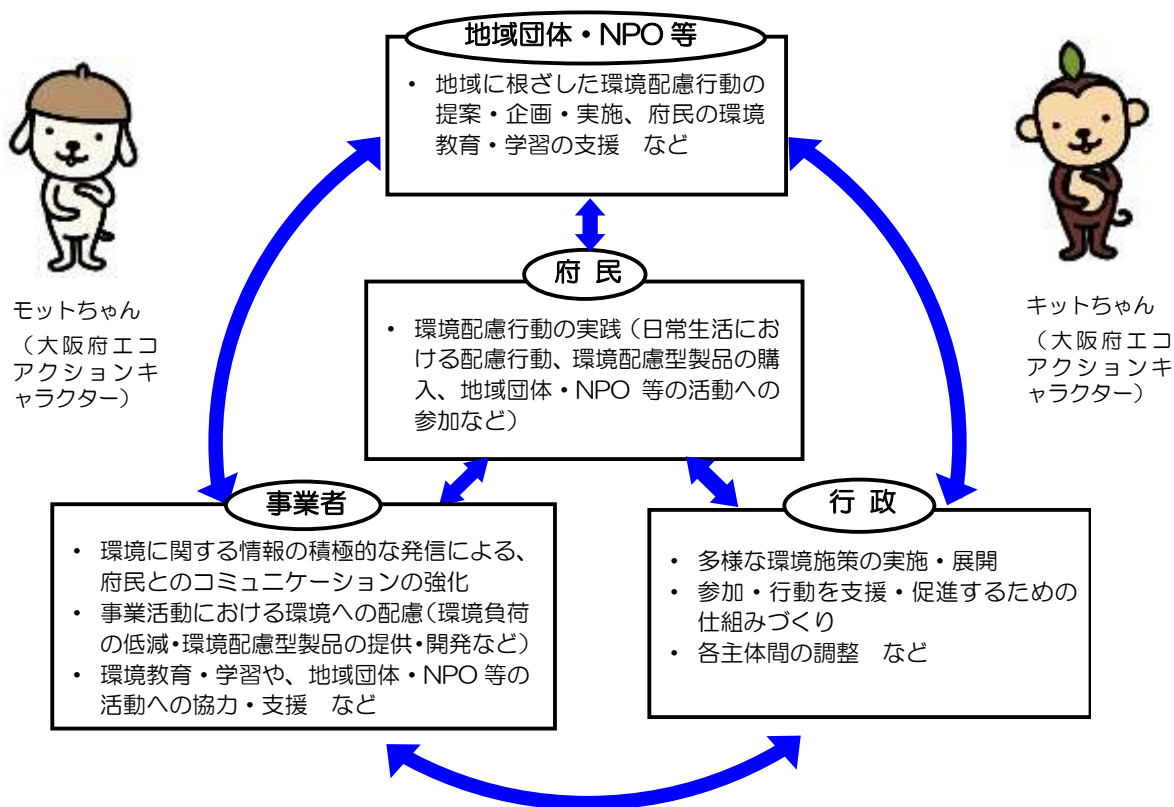 地域団体・NPO 等
・ 地域に根ざした環境配慮行動の
提案・企画・実施、府民の環境
教育・学習の支援　など
府 民
・ 環境配慮行動の実践（日常生活にお
ける配慮行動、環境配慮型製品の購
入、地域団体・NPO 等の活動への
参加など）
モットちゃん
（大阪府エコ
アクションキ
ャラクター）
キットちゃん
（大阪府エコ
アクションキ
ャラクター）
事業者
・ 環境に関する情報の積極的な発信による、
府民とのコミュニケーションの強化
・ 事業活動における環境への配慮（環境負荷
の低減・環境配慮型製品の提供・開発など）
・ 環境教育・学習や、地域団体・NPO 等の
活動への協力・支援　など
行 政
・ 多様な環境施策の実施・展開
・ 参加・行動を支援・促進するための
仕組みづくり
・ 各主体間の調整　など